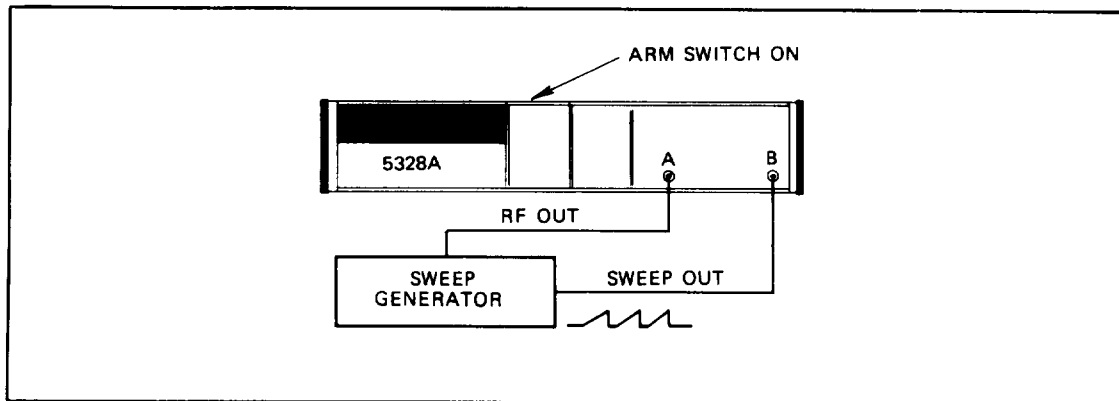 ARM SWITCH ON
5328A
A
B
RF OUT
SWEEP
GENERATOR
SWEEP OUT